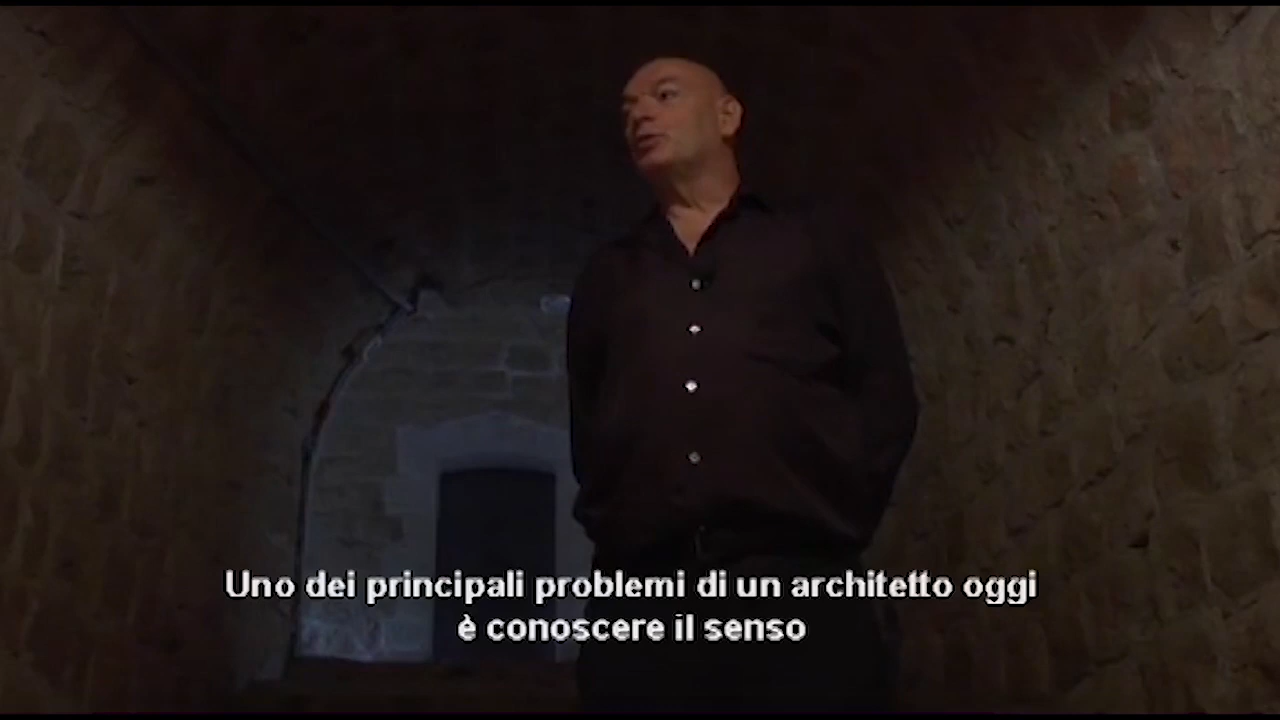 Uno dei principali problemi di un architetto oggi
è conoscere il senso